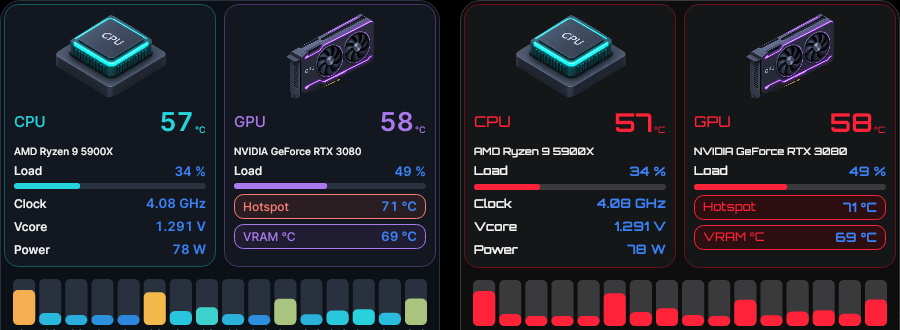 CPU
CPU 57 °C
AMD Ryzen 9 5900X
Load 34 %
Clock 4.08 GHz
Vcore 1.291 V
Power 78 W
GPU 58 °C
NVIDIA GeForce RTX 3080
Load 49 %
Hotspot 71 °C
VRAM °C 69 °C
CPU
CPU 57 °C
AMD Ryzen 9 5900X
Load 34 %
Clock 4.08 GHz
Vcore 1.291 V
Power 78 W
GPU 58 °C
NVIDIA GeForce RTX 3080
Load 49 %
Hotspot 71 °C
VRAM °C 69 °C